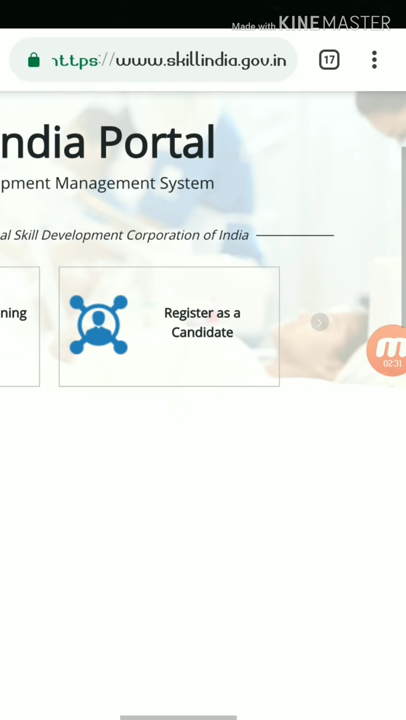 Made with KINEMASTER
https://www.skillindia.gov.in
17
ndia Portal
pment Management System
al Skill Development Corporation of India
ning
Register as a
Candidate
02:31